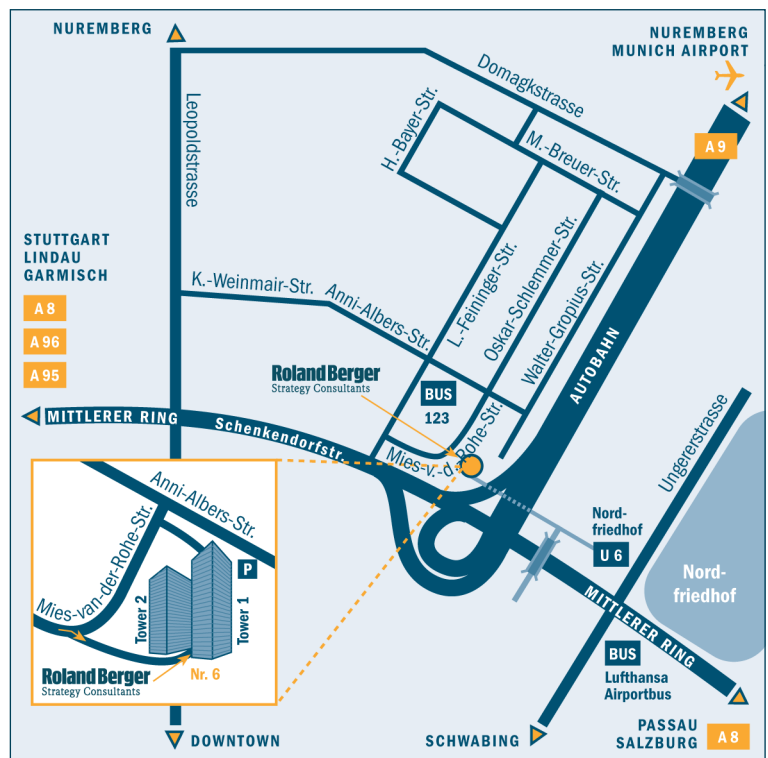 NUREMBERG
NUREMBERG
MUNICH AIRPORT
Domagkstrasse
Leopoldstrasse
H.-Bayer-Str.
M.-Breuer-Str.
A 9
STUTTGART
LINDAU
GARMISCH
A 8
A 96
A 95
K.-Weinmair-Str.
Anni-Albers-Str.
L.-Feininger-Str.
Oskar-Schlemmer-Str.
Walter-Gropius-Str.
AUTOBAHN
Roland Berger
Strategy Consultants
BUS
123
Ungererstrasse
MITTLERER RING
Schenkendorfstr.
Mies-v.-d.-Rohe-Str.
Anni-Albers-Str.
Mies-van-der-Rohe-Str.
P
Tower 2
Tower 1
Roland Berger
Strategy Consultants
Nr. 6
Nord-
friedhof
U 6
Nord-
friedhof
MITTLERER RING
BUS
Lufthansa
Airportbus
DOWNTOWN
SCHWABING
PASSAU
SALZBURG
A 8